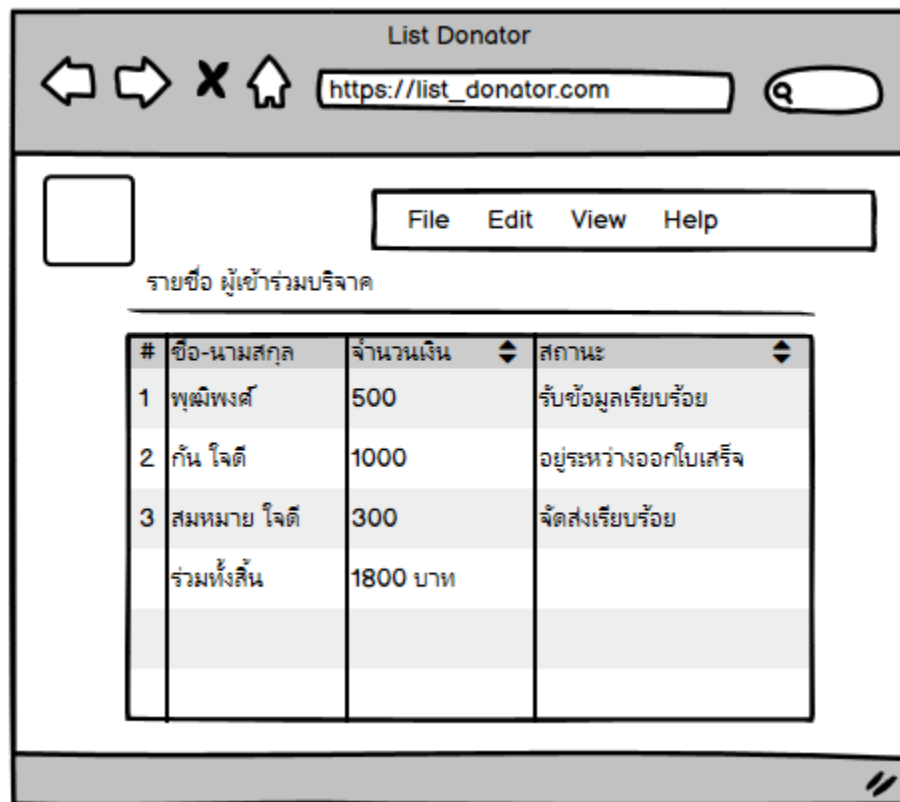 List Donator
https://list_donator.com
File Edit View Help
รายชื่อ ผู้เข้าร่วมบริจาค
# ชื่อ-นามสกุล จำนวนเงิน สถานะ
1 พุฒิพงศ์ 500 รับข้อมูลเรียบร้อย
2 กัน ใจดี 1000 อยู่ระหว่างออกใบเสร็จ
3 สมหมาย ใจดี 300 จัดส่งเรียบร้อย
ร่วมทั้งสิ้น 1800 บาท